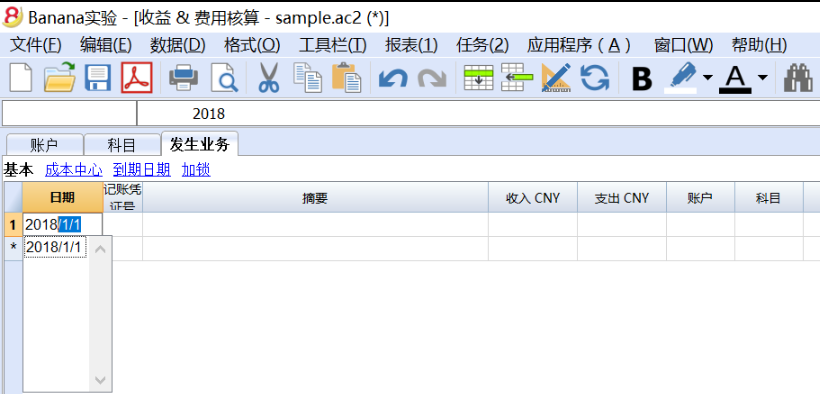 Banana实验 - [收益 & 费用核算 - sample.ac2 (*)]
文件(F) 编辑(E) 数据(D) 格式(O) 工具栏(T) 报表(1) 任务(2) 应用程序 ( A ) 窗口(W) 帮助(H)
B A
2018
账户 科目 发生业务
基本 成本中心 到期日期 加锁
日期 记账凭证号 摘要 收入 CNY 支出 CNY 账户 科目
1 2018/1/1
* 2018/1/1